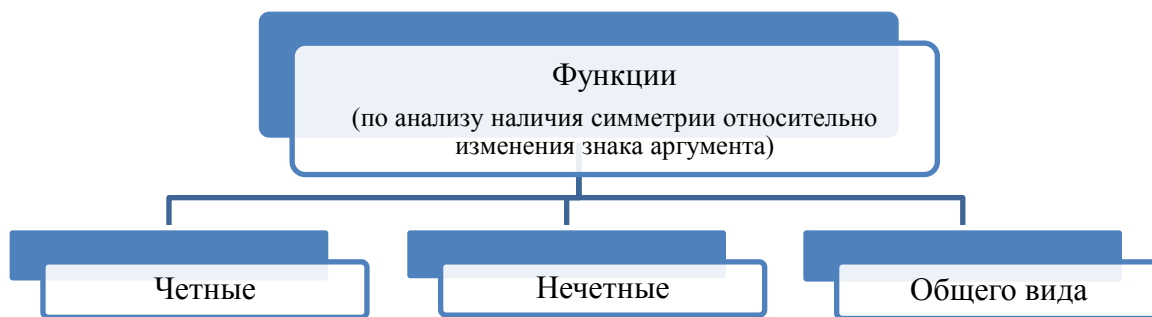 Функции
(по анализу наличия симметрии относительно
изменения знака аргумента)
Четные
Нечетные
Общего вида